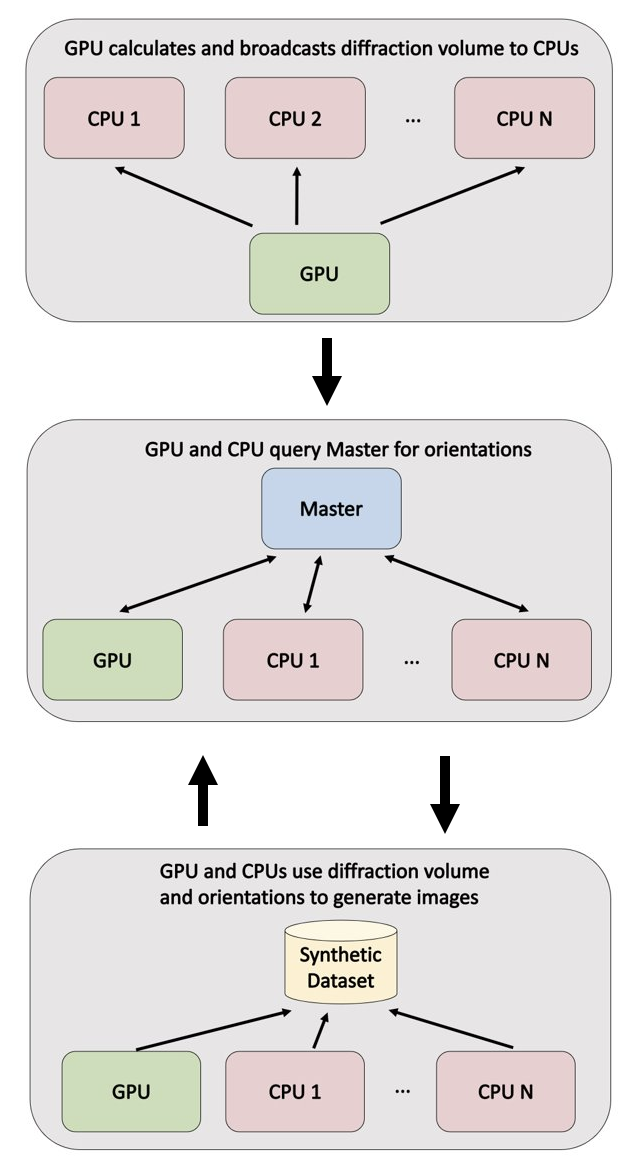 GPU calculates and broadcasts diffraction volume to CPUs
CPU 1
CPU 2
...
CPU N
GPU
GPU and CPU query Master for orientations
Master
GPU
CPU 1
...
CPU N
GPU and CPUs use diffraction volume
and orientations to generate images
Synthetic
Dataset
GPU
CPU 1
...
CPU N